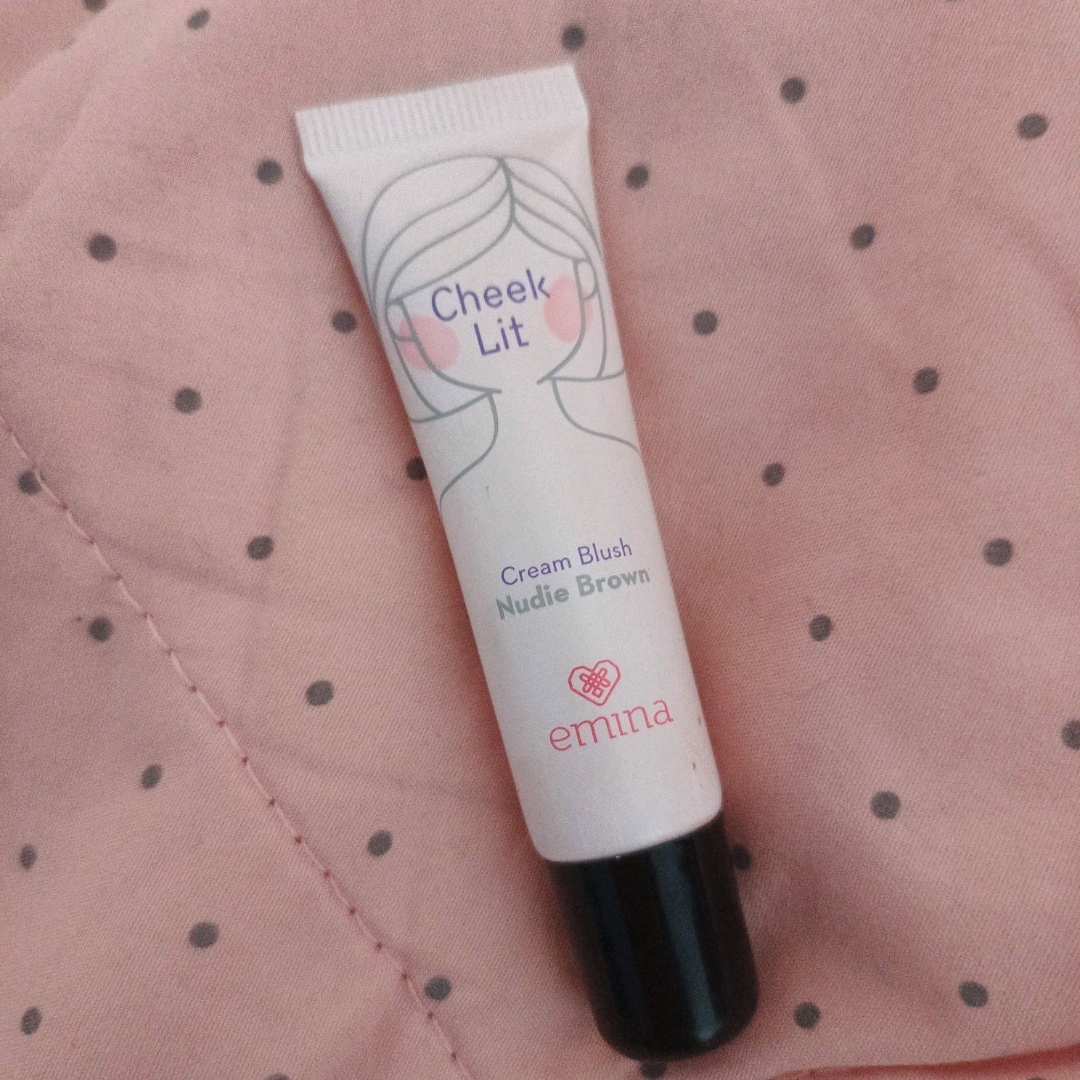 Cheek
Lit
Cream Blush
Nudie Brown
emina